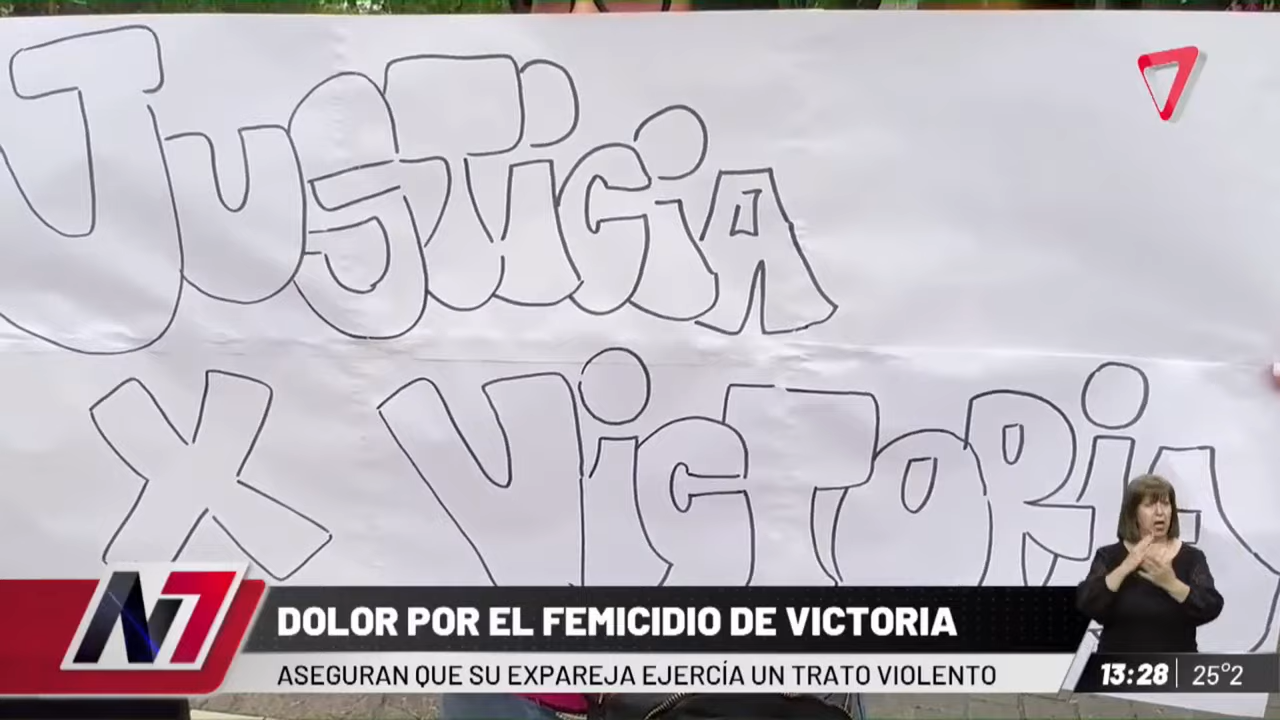 JUSTICIA
X VICTORIA
N7
DOLOR POR EL FEMICIDIO DE VICTORIA
ASEGURAN QUE SU EXPAREJA EJERCÍA UN TRATO VIOLENTO
13:28 25°2